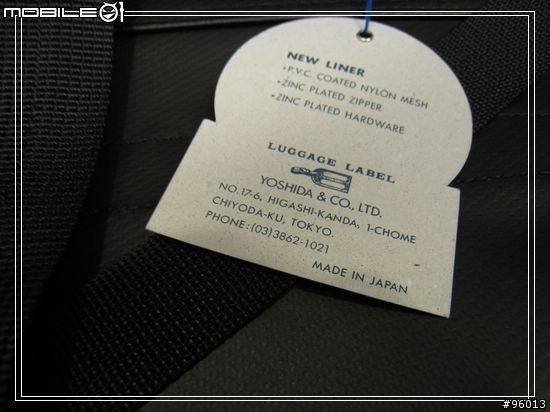 MOBILE01
NEW LINER
•P.V.C. COATED NYLON MESH
•ZINC PLATED ZIPPER
•ZINC PLATED HARDWARE
LUGGAGE LABEL
YOSHIDA & CO., LTD.
NO.17-6, HIGASHI-KANDA, 1-CHOME
CHIYODA-KU, TOKYO.
PHONE:(03)3862-1021
MADE IN JAPAN
#96013